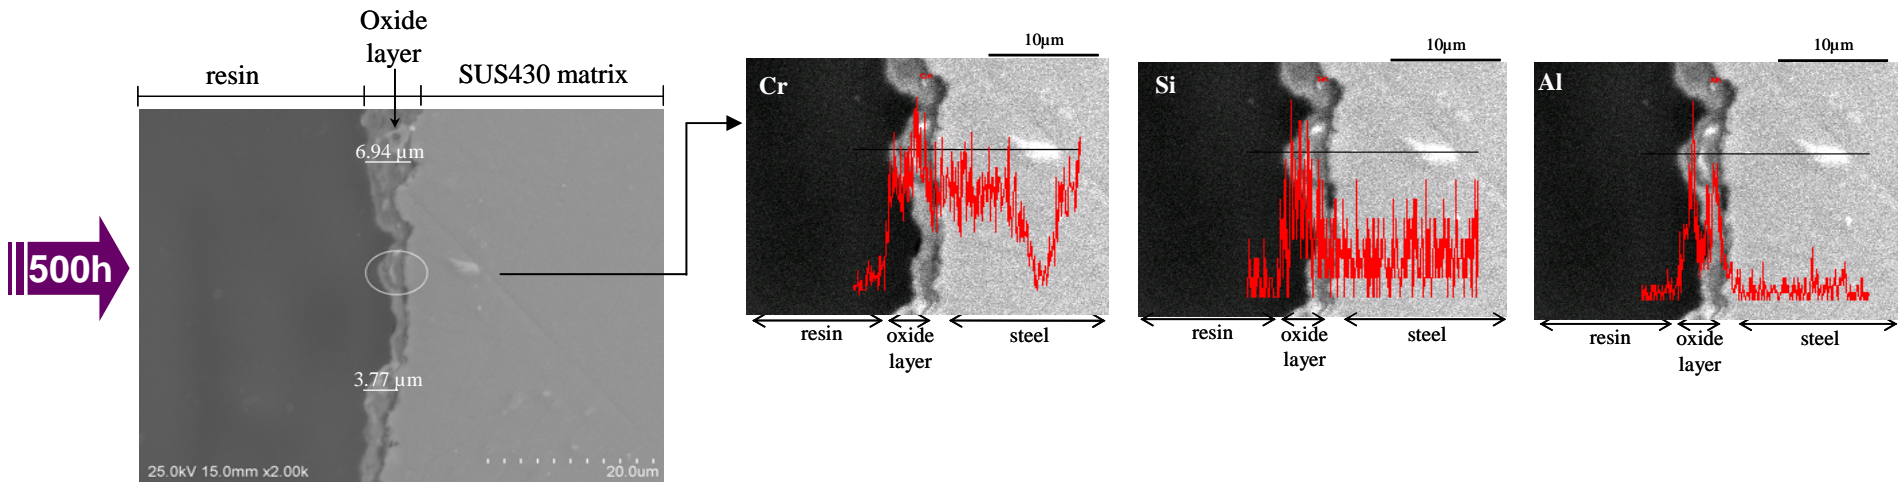 Oxide
layer
resin
SUS430 matrix
6.94 µm
3.77 µm
25.0kV 15.0mm x2.00k
20.0um
500h
10µm
Cr
resin
oxide
layer
steel
10µm
Si
resin
oxide
layer
steel
10µm
Al
resin
oxide
layer
steel